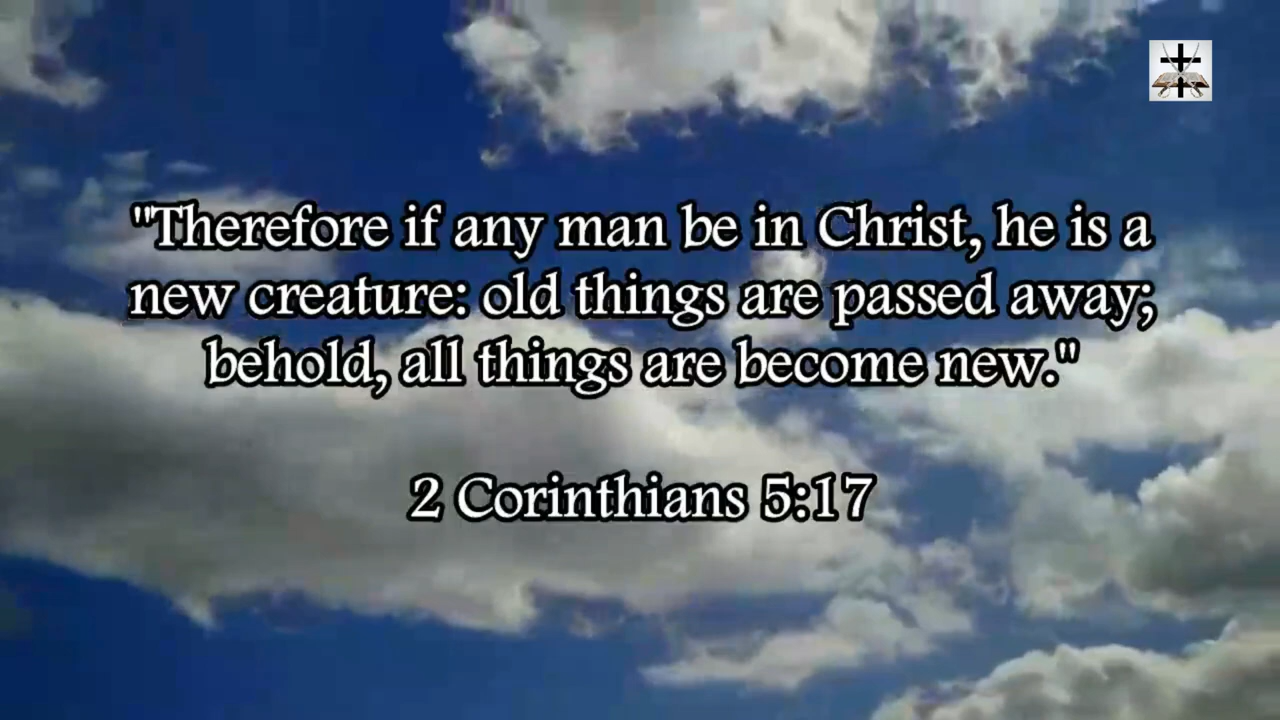 "Therefore if any man be in Christ, he is a
new creature: old things are passed away;
behold, all things are become new."
2 Corinthians 5:17